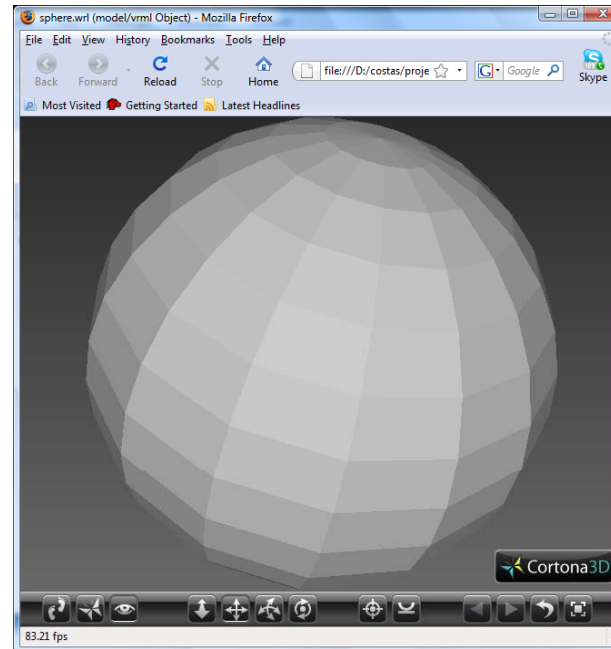 sphere.wrl (model/vrml Object) - Mozilla Firefox
File Edit View History Bookmarks Tools Help
Back Forward Reload Stop Home file:///D:/costas/proje G Google Skype
Most Visited Getting Started Latest Headlines
Cortona3D
83.21 fps